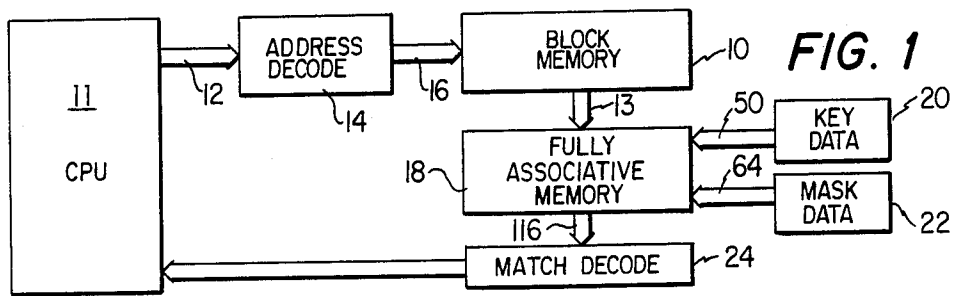 11
CPU
12
ADDRESS
DECODE
14
16
BLOCK
MEMORY
10
FIG. 1
13
18
FULLY
ASSOCIATIVE
MEMORY
50
KEY
DATA
20
64
MASK
DATA
22
116
MATCH DECODE
24